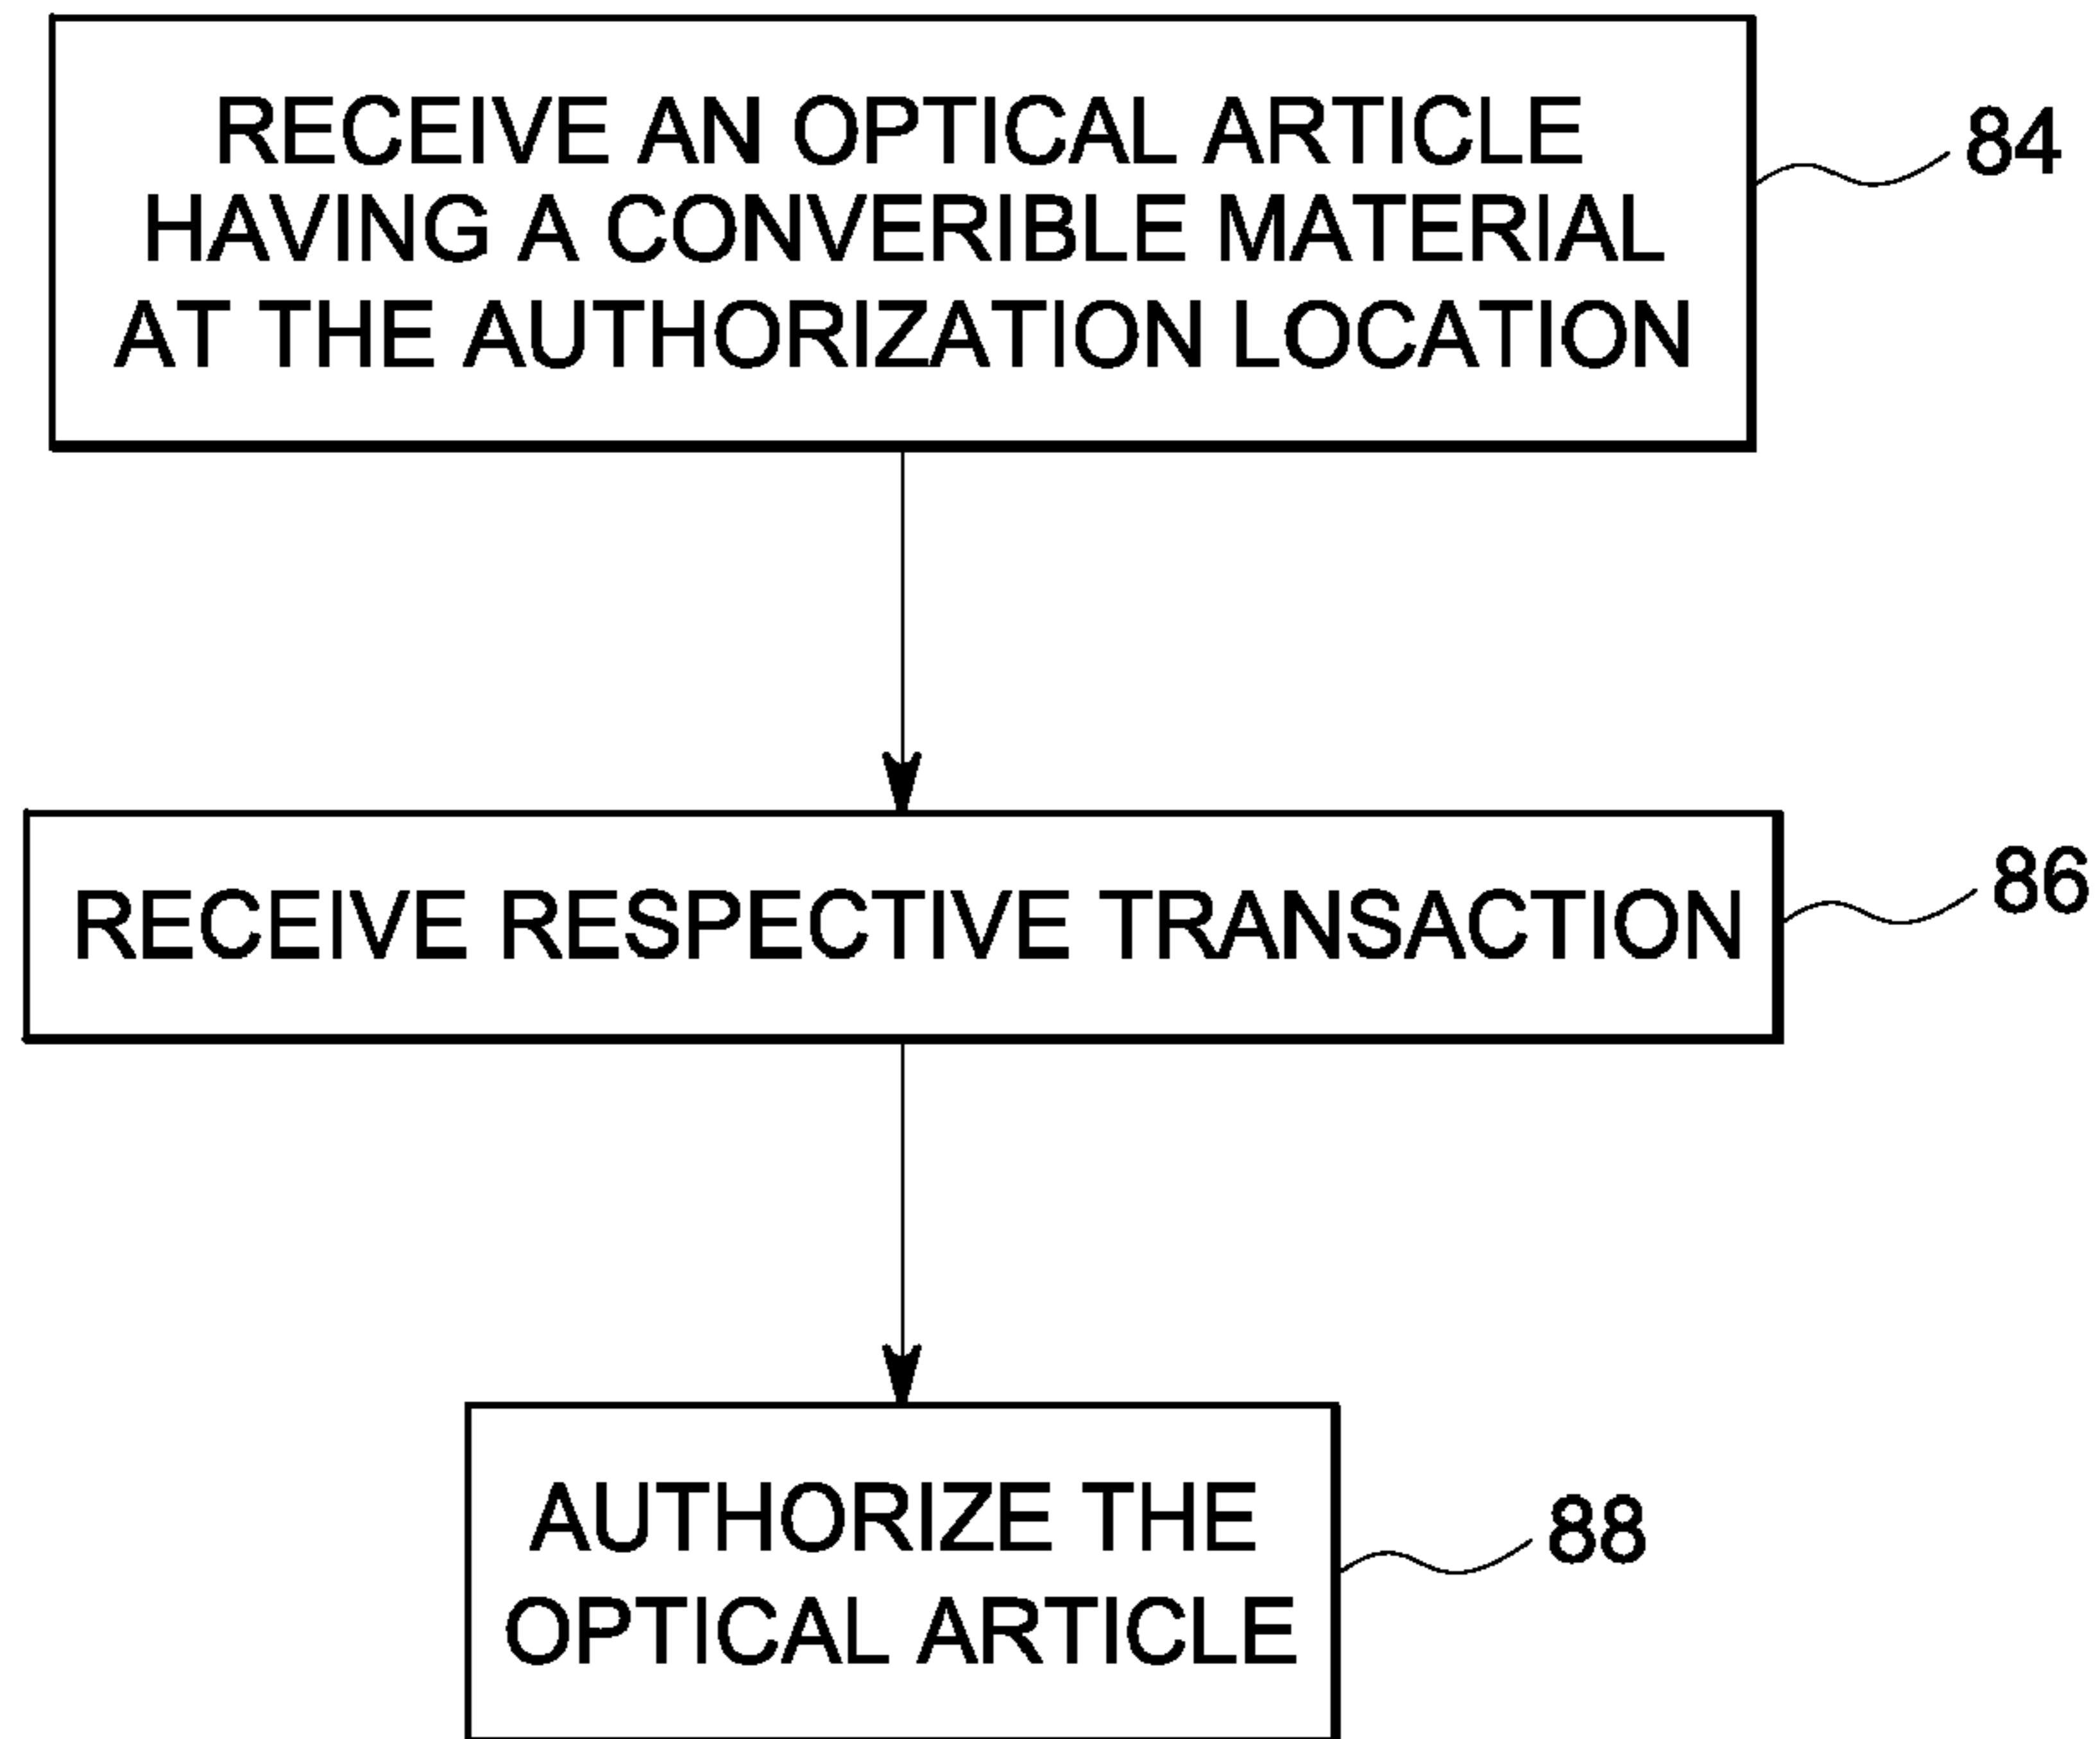 RECEIVE AN OPTICAL ARTICLE
HAVING A CONVERIBLE MATERIAL
AT THE AUTHORIZATION LOCATION
84
RECEIVE RESPECTIVE TRANSACTION
86
AUTHORIZE THE
OPTICAL ARTICLE
88